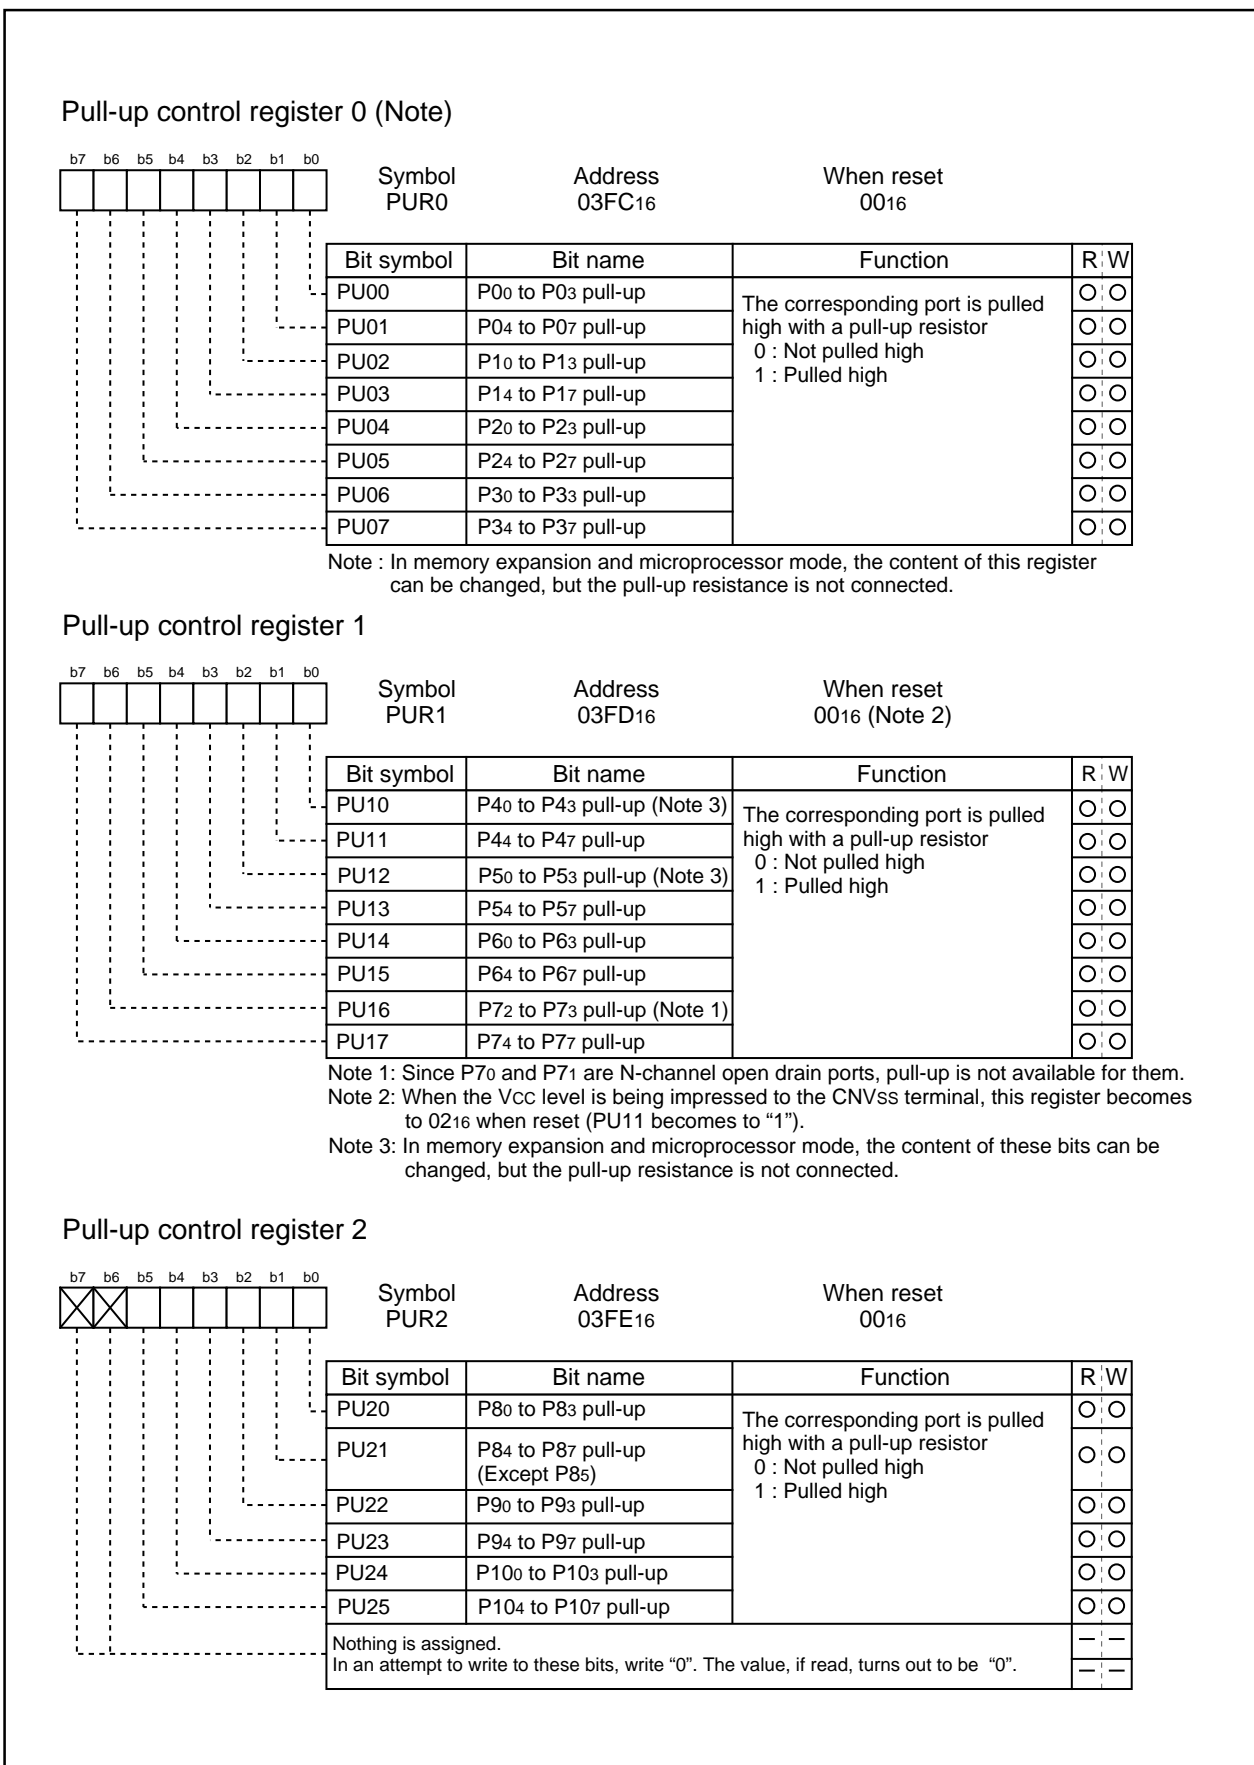 Pull-up control register 0 (Note)
b7 b6 b5 b4 b3 b2 b1 b0
Symbol Address When reset
PUR0 03FC16 0016
Bit symbol Bit name Function R W
PU00 P00 to P03 pull-up
PU01 P04 to P07 pull-up
PU02 P10 to P13 pull-up
PU03 P14 to P17 pull-up
PU04 P20 to P23 pull-up
PU05 P24 to P27 pull-up
PU06 P30 to P33 pull-up
PU07 P34 to P37 pull-up
The corresponding port is pulled
high with a pull-up resistor
0 : Not pulled high
1 : Pulled high
Note : In memory expansion and microprocessor mode, the content of this register
can be changed, but the pull-up resistance is not connected.
Pull-up control register 1
b7 b6 b5 b4 b3 b2 b1 b0
Symbol Address When reset
PUR1 03FD16 0016 (Note 2)
Bit symbol Bit name Function R W
PU10 P40 to P43 pull-up (Note 3)
PU11 P44 to P47 pull-up
PU12 P50 to P53 pull-up (Note 3)
PU13 P54 to P57 pull-up
PU14 P60 to P63 pull-up
PU15 P64 to P67 pull-up
PU16 P72 to P73 pull-up (Note 1)
PU17 P74 to P77 pull-up
The corresponding port is pulled
high with a pull-up resistor
0 : Not pulled high
1 : Pulled high
Note 1: Since P70 and P71 are N-channel open drain ports, pull-up is not available for them.
Note 2: When the VCC level is being impressed to the CNVSS terminal, this register becomes
to 0216 when reset (PU11 becomes to “1”).
Note 3: In memory expansion and microprocessor mode, the content of these bits can be
changed, but the pull-up resistance is not connected.
Pull-up control register 2
b7 b6 b5 b4 b3 b2 b1 b0
Symbol Address When reset
PUR2 03FE16 0016
Bit symbol Bit name Function R W
PU20 P80 to P83 pull-up
PU21 P84 to P87 pull-up
(Except P85)
PU22 P90 to P93 pull-up
PU23 P94 to P97 pull-up
PU24 P100 to P103 pull-up
PU25 P104 to P107 pull-up
The corresponding port is pulled
high with a pull-up resistor
0 : Not pulled high
1 : Pulled high
Nothing is assigned.
In an attempt to write to these bits, write “0”. The value, if read, turns out to be “0”.